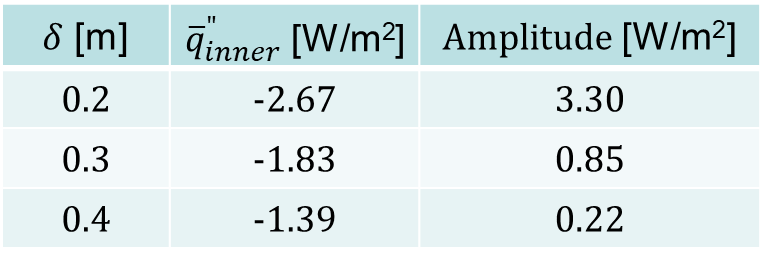 δ [m] q̅"inner [W/m²] Amplitude [W/m²]
0.2 -2.67 3.30
0.3 -1.83 0.85
0.4 -1.39 0.22